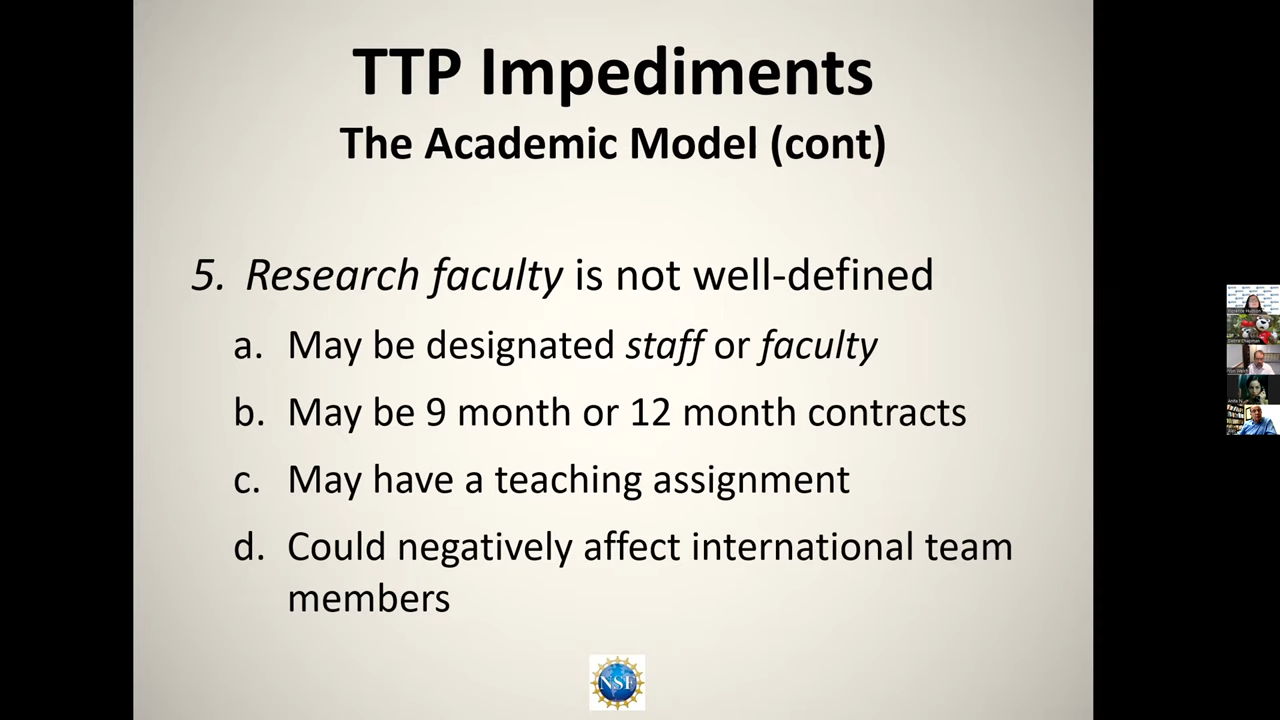 TTP Impediments
The Academic Model (cont)
5. Research faculty is not well-defined
a. May be designated staff or faculty
b. May be 9 month or 12 month contracts
c. May have a teaching assignment
d. Could negatively affect international team
members
NSF